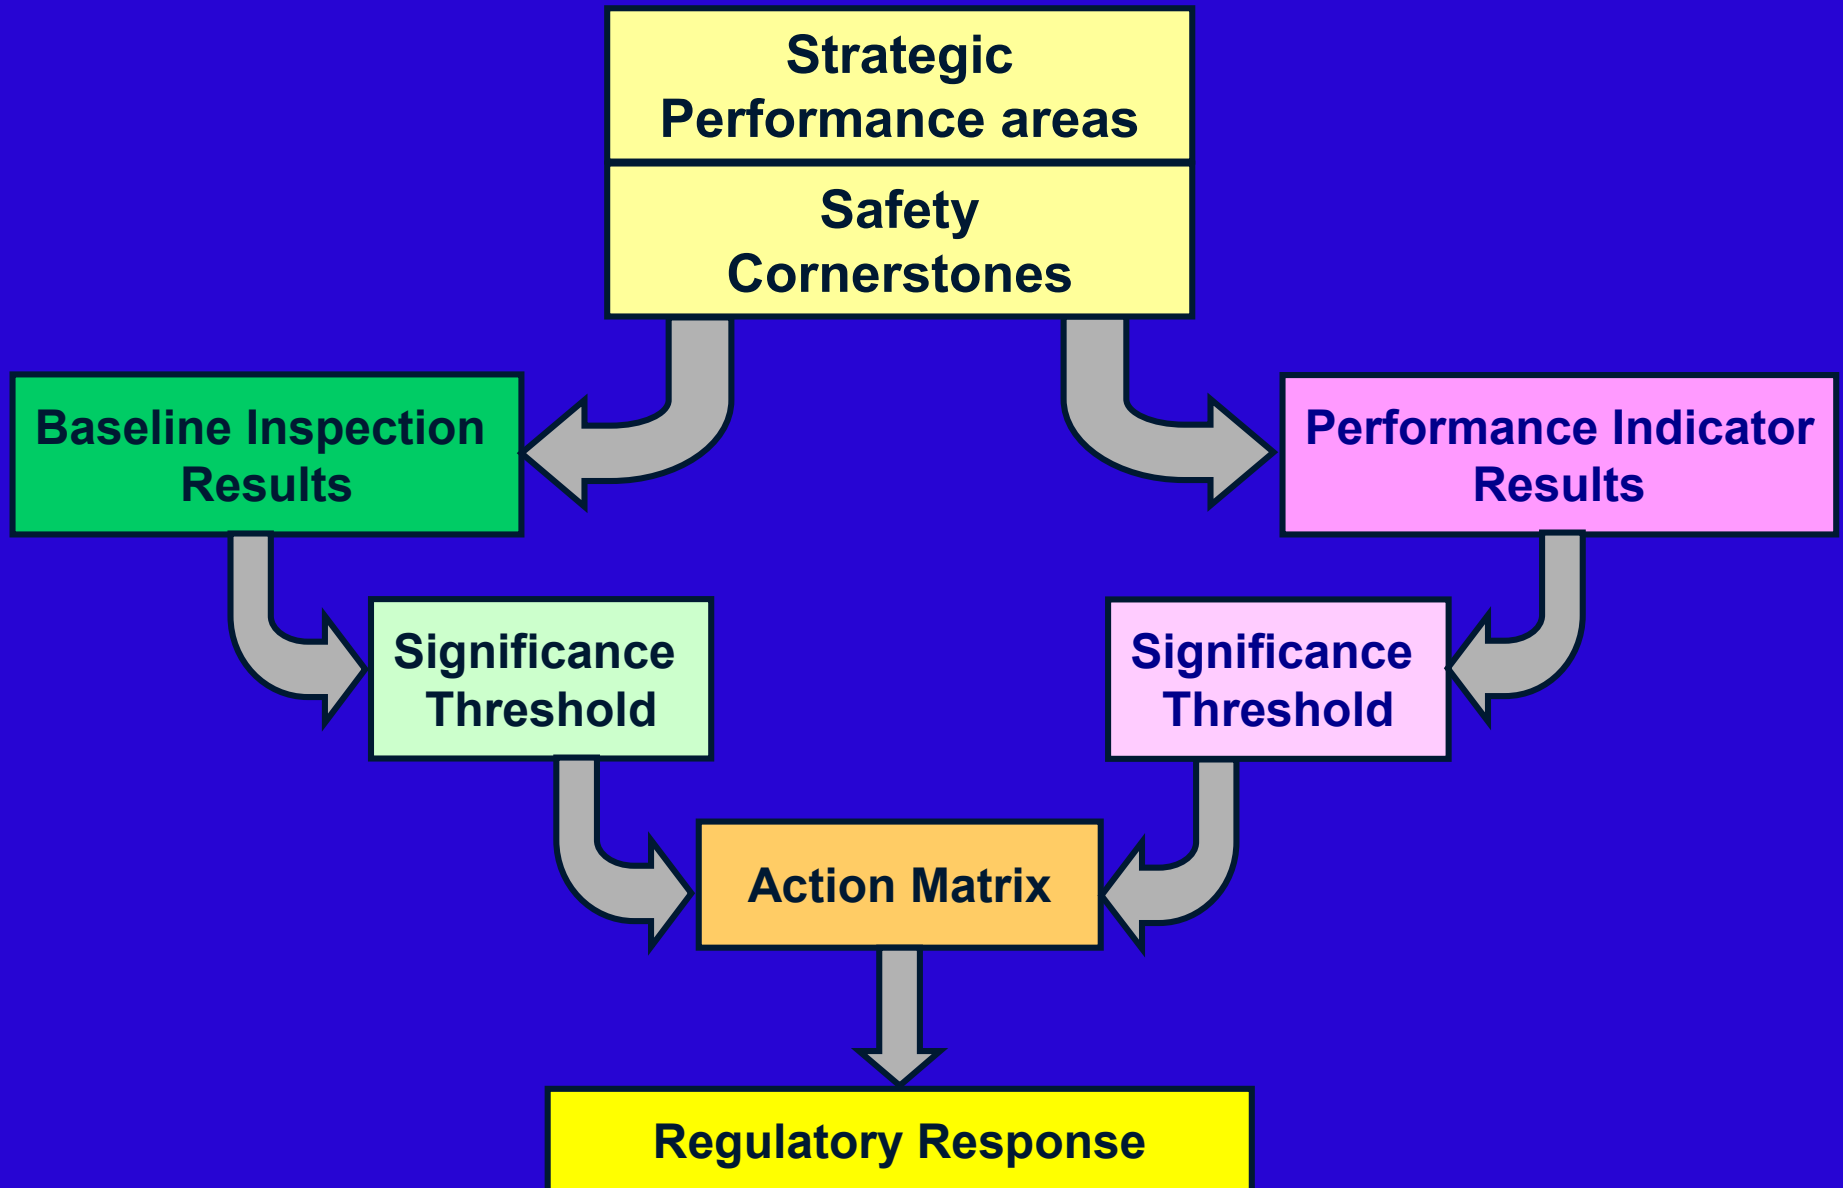 Strategic
Performance areas
Safety
Cornerstones
Baseline Inspection
Results
Performance Indicator
Results
Significance
Threshold
Significance
Threshold
Action Matrix
Regulatory Response